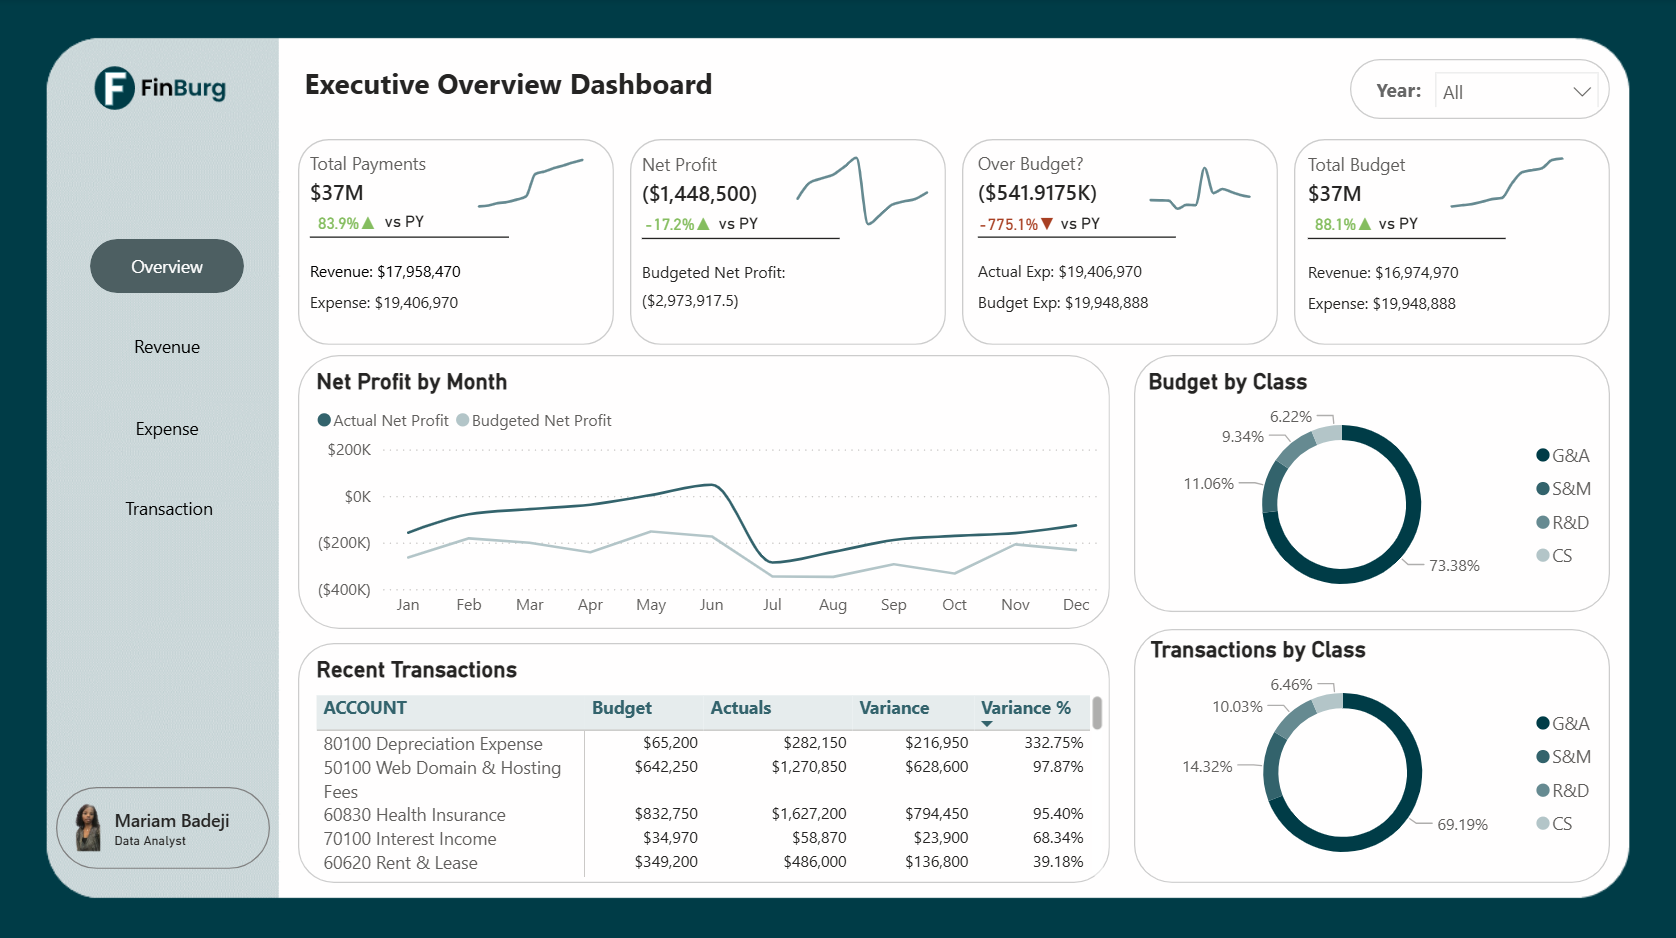 FinBurg
Executive Overview Dashboard
Year: All
Overview
Revenue
Expense
Transaction
Mariam Badeji
Data Analyst
Total Payments
$37M
83.9%▲ vs PY
Revenue: $17,958,470
Expense: $19,406,970
Net Profit
($1,448,500)
-17.2%▲ vs PY
Budgeted Net Profit:
($2,973,917.5)
Over Budget?
($541.9175K)
-775.1%▼ vs PY
Actual Exp: $19,406,970
Budget Exp: $19,948,888
Total Budget
$37M
88.1%▲ vs PY
Revenue: $16,974,970
Expense: $19,948,888
Net Profit by Month
Actual Net Profit Budgeted Net Profit
$200K
$0K
($200K)
($400K)
Jan Feb Mar Apr May Jun Jul Aug Sep Oct Nov Dec
Budget by Class
6.22%
9.34%
11.06%
73.38%
G&A
S&M
R&D
CS
Recent Transactions
ACCOUNT Budget Actuals Variance Variance %
80100 Depreciation Expense $65,200 $282,150 $216,950 332.75%
50100 Web Domain & Hosting $642,250 $1,270,850 $628,600 97.87%
Fees
60830 Health Insurance $832,750 $1,627,200 $794,450 95.40%
70100 Interest Income $34,970 $58,870 $23,900 68.34%
60620 Rent & Lease $349,200 $486,000 $136,800 39.18%
Transactions by Class
6.46%
10.03%
14.32%
69.19%
G&A
S&M
R&D
CS